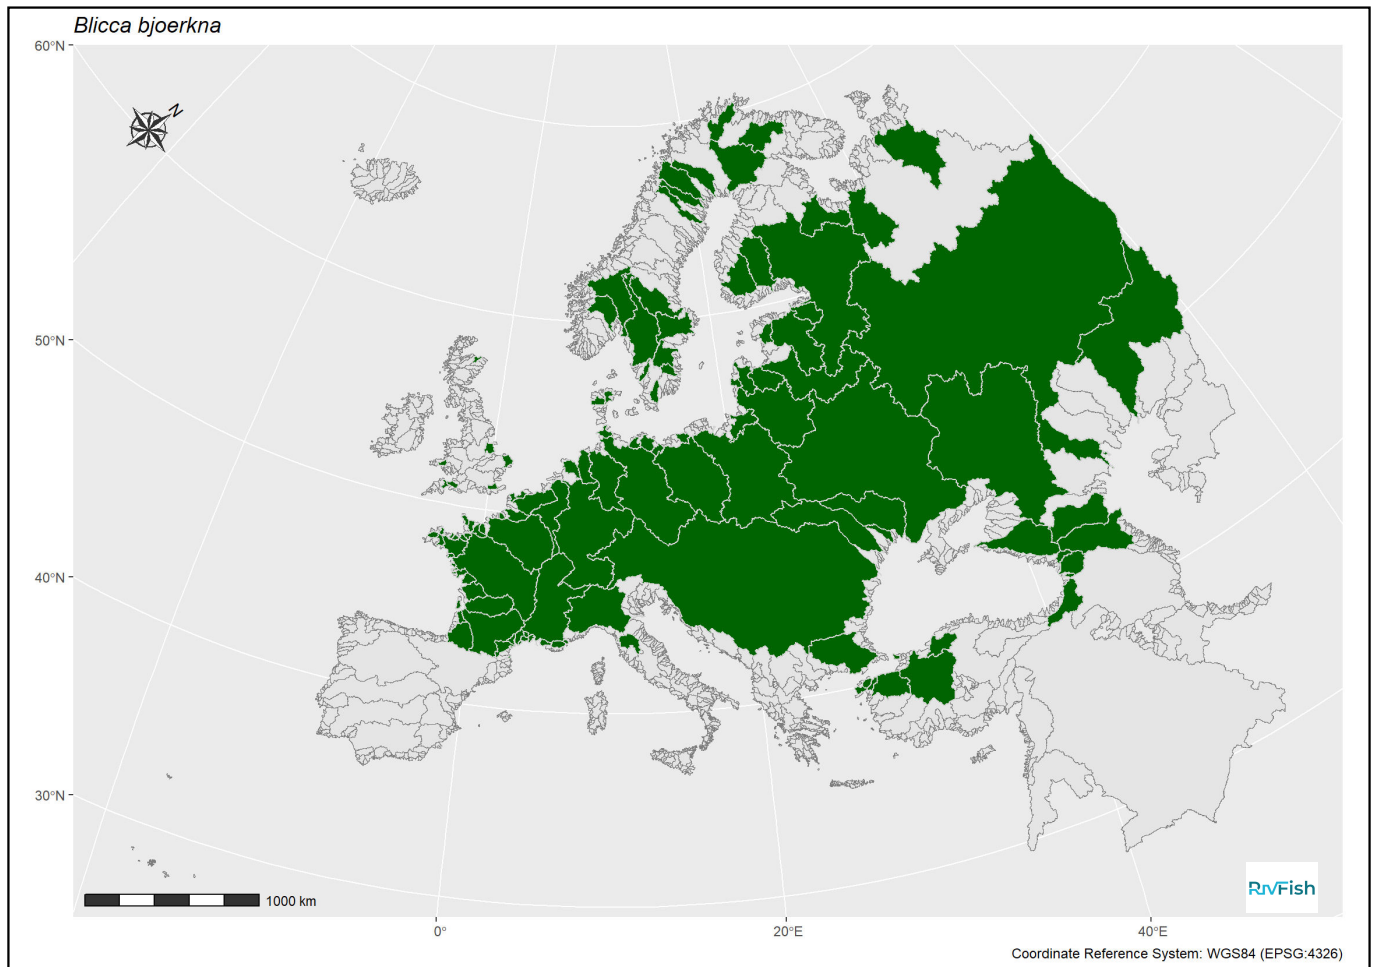 Blicca bjoerkna
60°N
N
50°N
40°N
30°N
1000 km
RIVFish
0°
20°E
40°E
Coordinate Reference System: WGS84 (EPSG:4326)